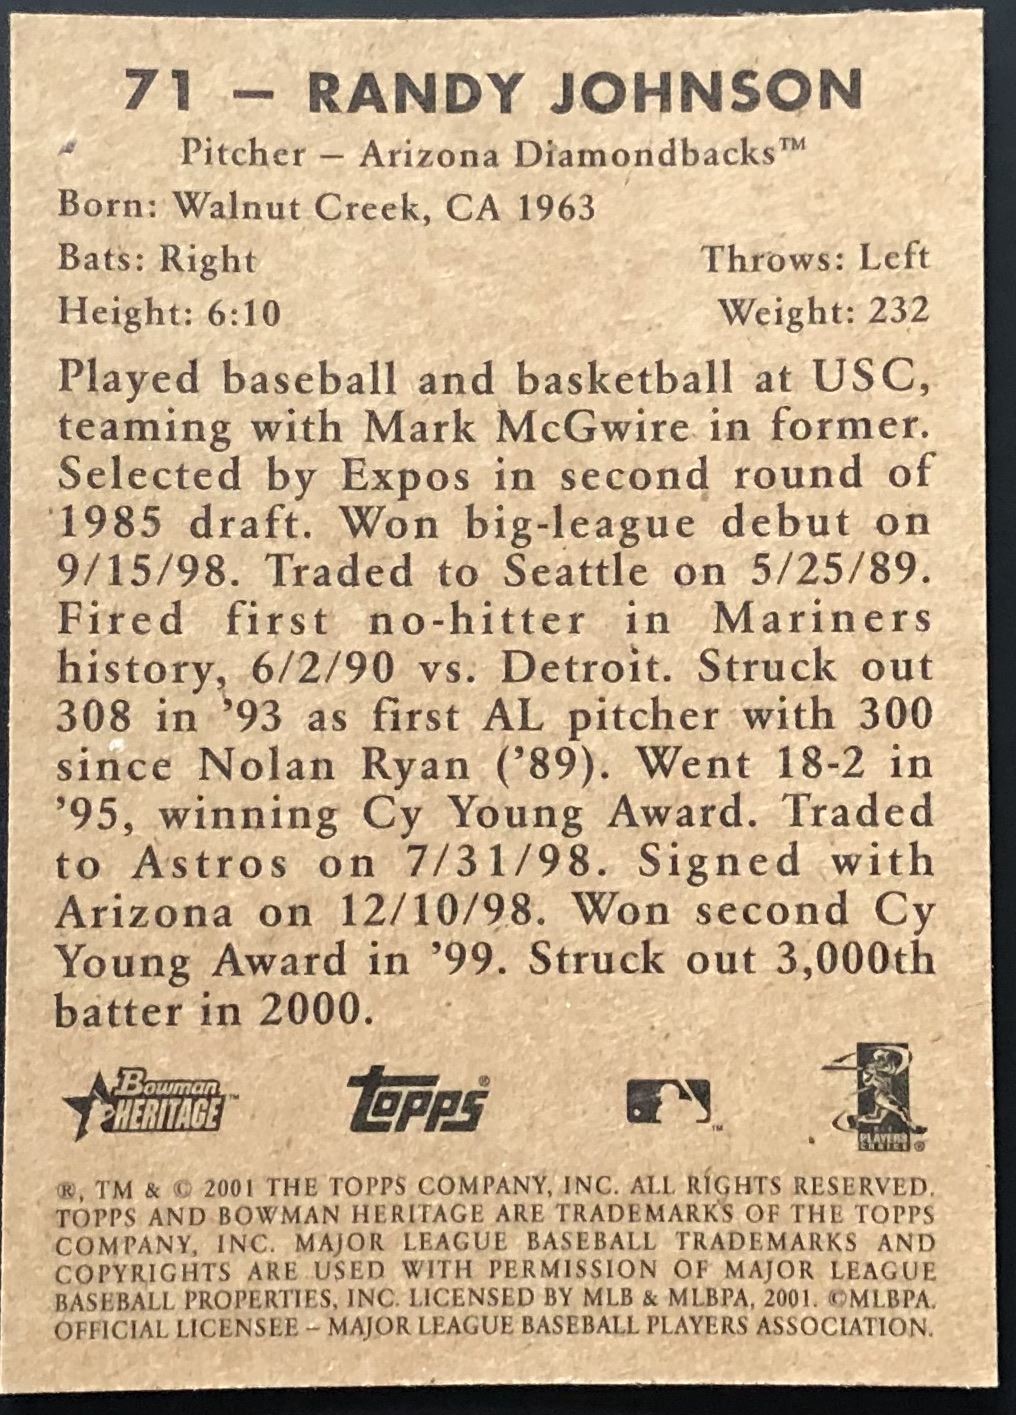 71 – RANDY JOHNSON
Pitcher – Arizona Diamondbacks™
Born: Walnut Creek, CA 1963
Bats: Right Throws: Left
Height: 6:10 Weight: 232
Played baseball and basketball at USC,
teaming with Mark McGwire in former.
Selected by Expos in second round of
1985 draft. Won big-league debut on
9/15/98. Traded to Seattle on 5/25/89.
Fired first no-hitter in Mariners
history, 6/2/90 vs. Detroit. Struck out
308 in ’93 as first AL pitcher with 300
since Nolan Ryan (’89). Went 18-2 in
’95, winning Cy Young Award. Traded
to Astros on 7/31/98. Signed with
Arizona on 12/10/98. Won second Cy
Young Award in ’99. Struck out 3,000th
batter in 2000.
Bowman HERITAGE™ Topps® ™ PLAYERS CHOICE®
®, TM & © 2001 THE TOPPS COMPANY, INC. ALL RIGHTS RESERVED.
TOPPS AND BOWMAN HERITAGE ARE TRADEMARKS OF THE TOPPS
COMPANY, INC. MAJOR LEAGUE BASEBALL TRADEMARKS AND
COPYRIGHTS ARE USED WITH PERMISSION OF MAJOR LEAGUE
BASEBALL PROPERTIES, INC. LICENSED BY MLB & MLBPA, 2001. ©MLBPA.
OFFICIAL LICENSEE – MAJOR LEAGUE BASEBALL PLAYERS ASSOCIATION.